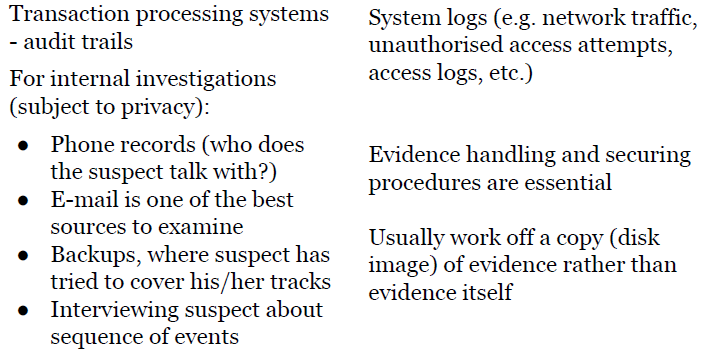 Transaction processing systems
- audit trails
For internal investigations
(subject to privacy):
● Phone records (who does
the suspect talk with?)
● E-mail is one of the best
sources to examine
● Backups, where suspect has
tried to cover his/her tracks
● Interviewing suspect about
sequence of events
System logs (e.g. network traffic,
unauthorised access attempts,
access logs, etc.)
Evidence handling and securing
procedures are essential
Usually work off a copy (disk
image) of evidence rather than
evidence itself